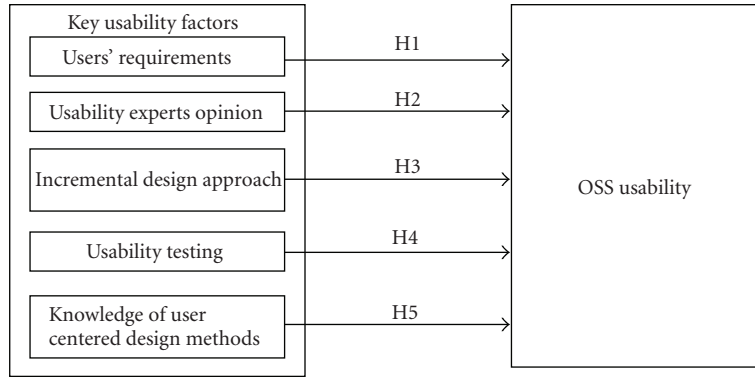 Key usability factors
Users' requirements
H1
Usability experts opinion
H2
Incremental design approach
H3
OSS usability
Usability testing
H4
Knowledge of user
centered design methods
H5